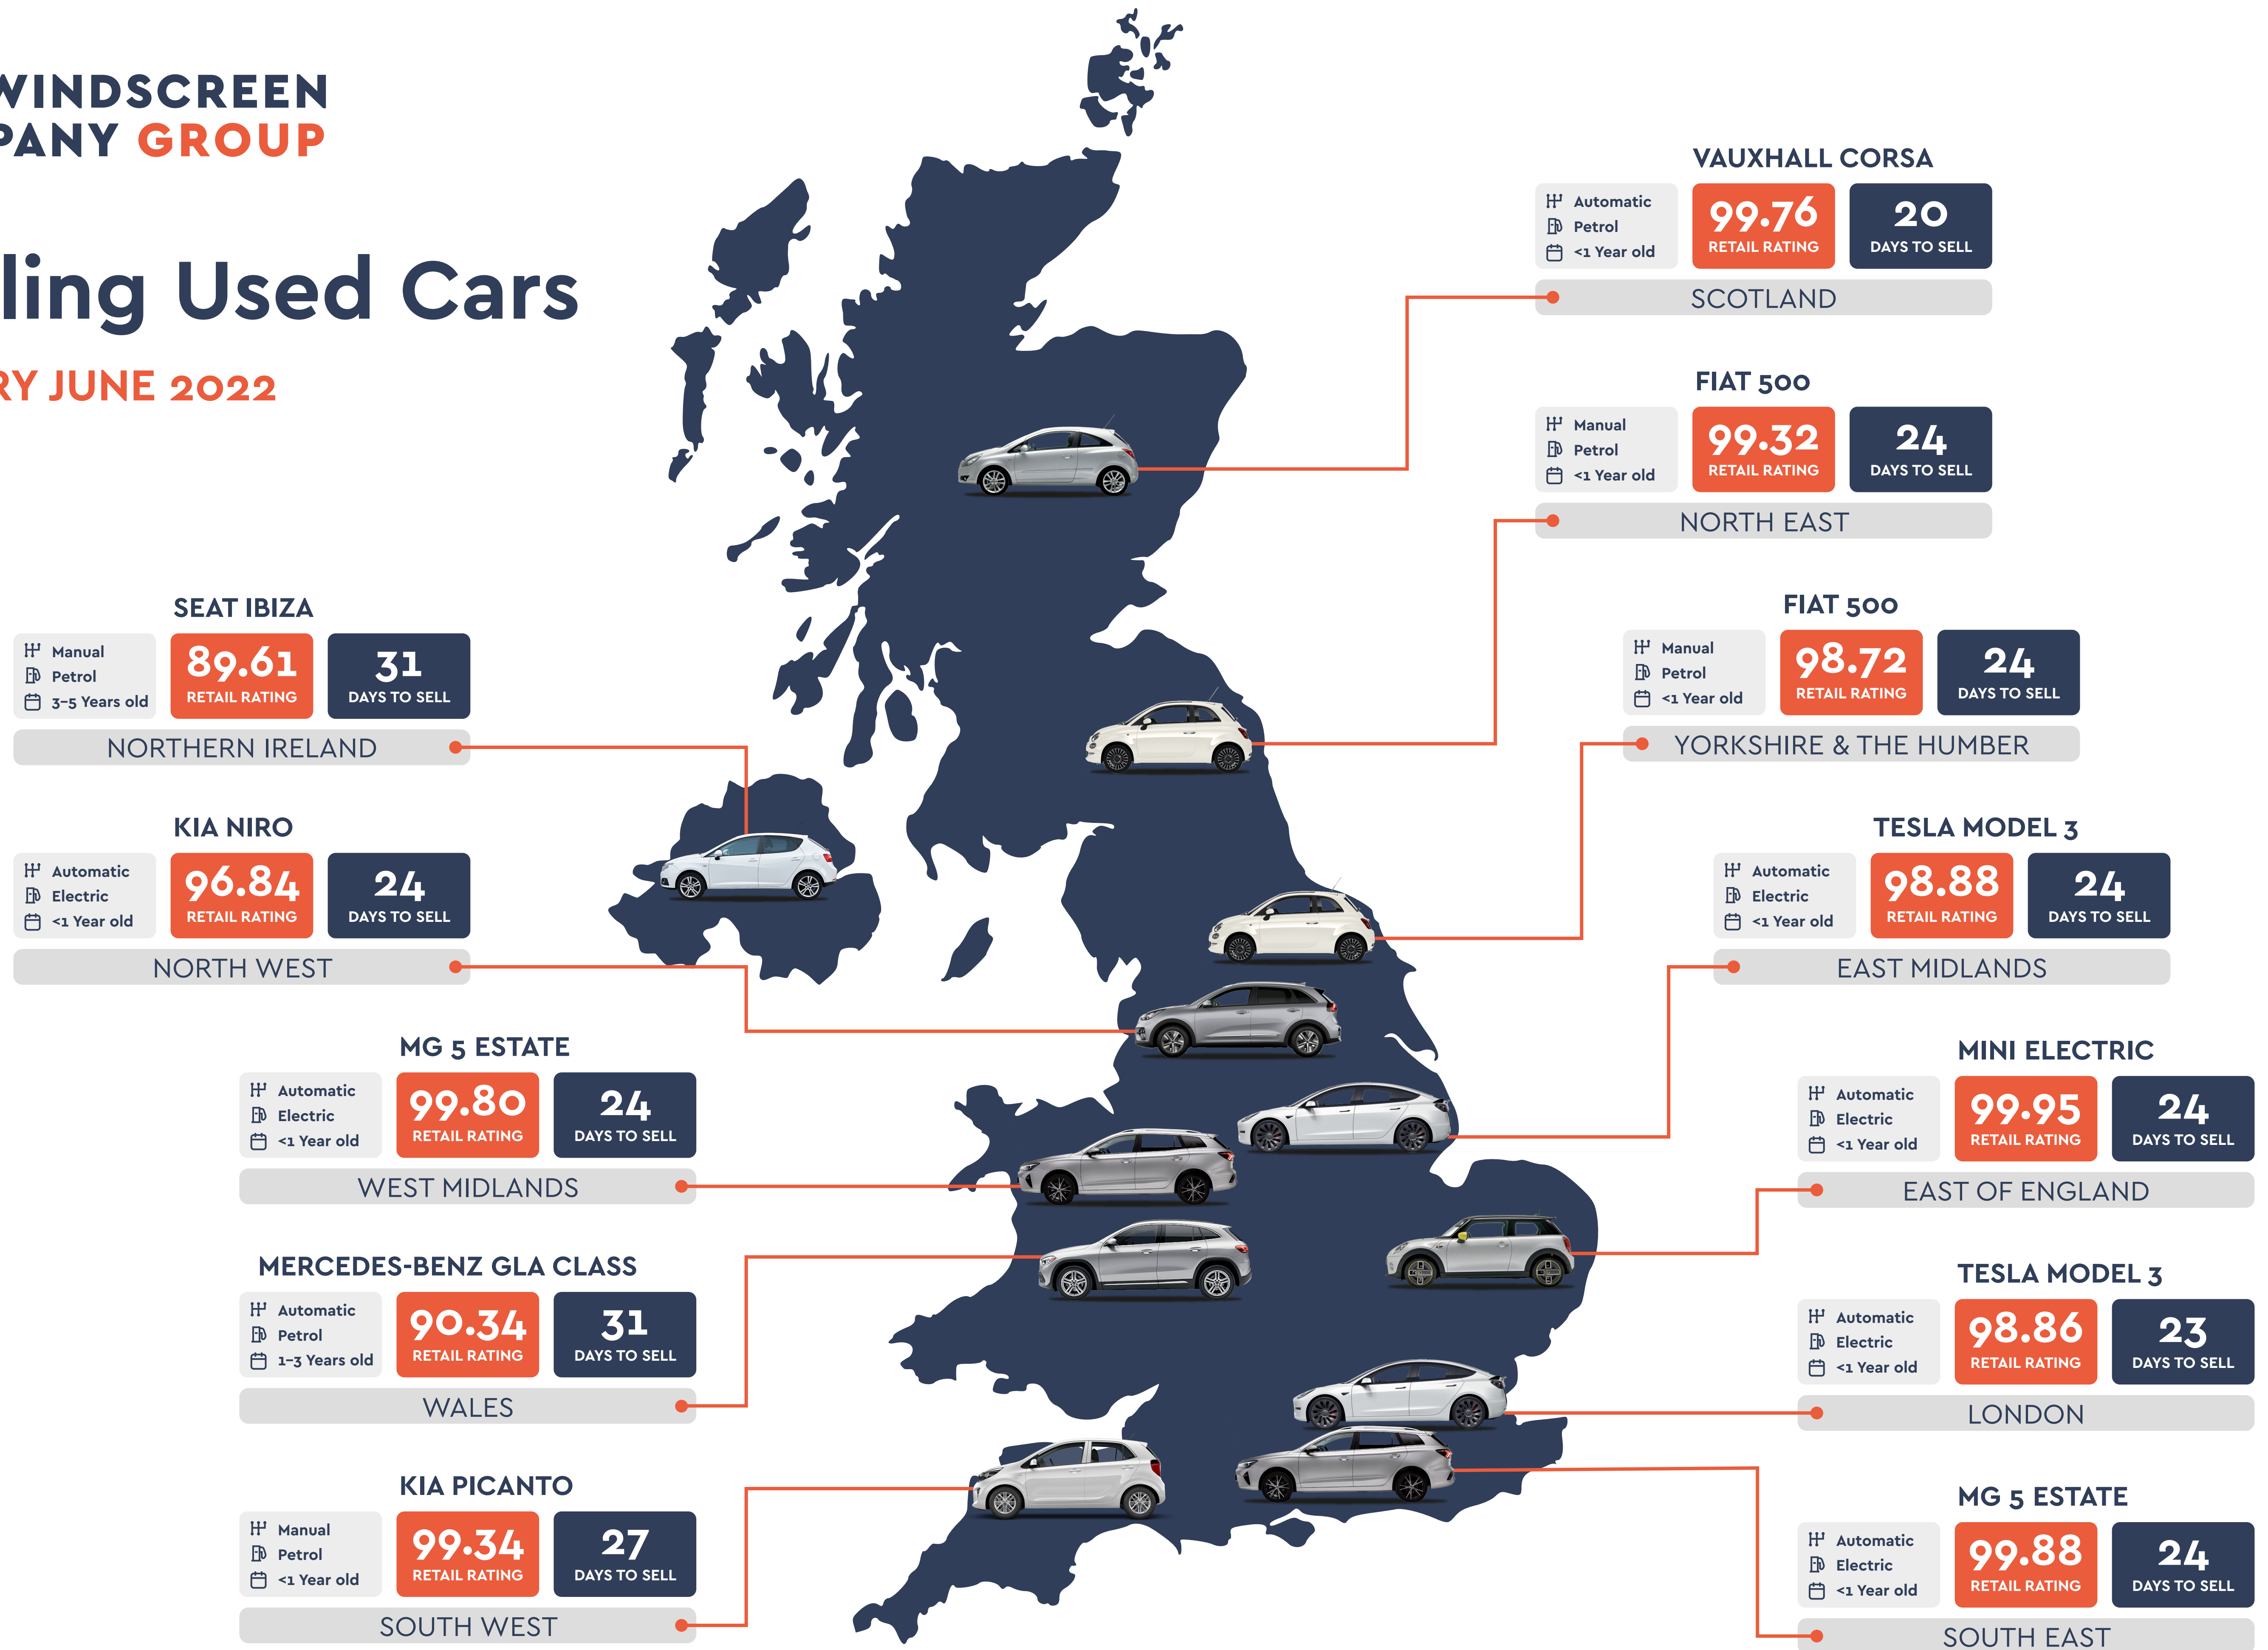 WINDSCREEN
PANY GROUP
ling Used Cars
RY JUNE 2022
VAUXHALL CORSA
Automatic
Petrol
<1 Year old
99.76
RETAIL RATING
20
DAYS TO SELL
SCOTLAND
FIAT 500
Manual
Petrol
<1 Year old
99.32
RETAIL RATING
24
DAYS TO SELL
NORTH EAST
FIAT 500
Manual
Petrol
<1 Year old
98.72
RETAIL RATING
24
DAYS TO SELL
YORKSHIRE & THE HUMBER
SEAT IBIZA
Manual
Petrol
3-5 Years old
89.61
RETAIL RATING
31
DAYS TO SELL
NORTHERN IRELAND
KIA NIRO
Automatic
Electric
<1 Year old
96.84
RETAIL RATING
24
DAYS TO SELL
NORTH WEST
TESLA MODEL 3
Automatic
Electric
<1 Year old
98.88
RETAIL RATING
24
DAYS TO SELL
EAST MIDLANDS
MG 5 ESTATE
Automatic
Electric
<1 Year old
99.80
RETAIL RATING
24
DAYS TO SELL
WEST MIDLANDS
MINI ELECTRIC
Automatic
Electric
<1 Year old
99.95
RETAIL RATING
24
DAYS TO SELL
EAST OF ENGLAND
MERCEDES-BENZ GLA CLASS
Automatic
Petrol
1-3 Years old
90.34
RETAIL RATING
31
DAYS TO SELL
WALES
TESLA MODEL 3
Automatic
Electric
<1 Year old
98.86
RETAIL RATING
23
DAYS TO SELL
LONDON
KIA PICANTO
Manual
Petrol
<1 Year old
99.34
RETAIL RATING
27
DAYS TO SELL
SOUTH WEST
MG 5 ESTATE
Automatic
Electric
<1 Year old
99.88
RETAIL RATING
24
DAYS TO SELL
SOUTH EAST